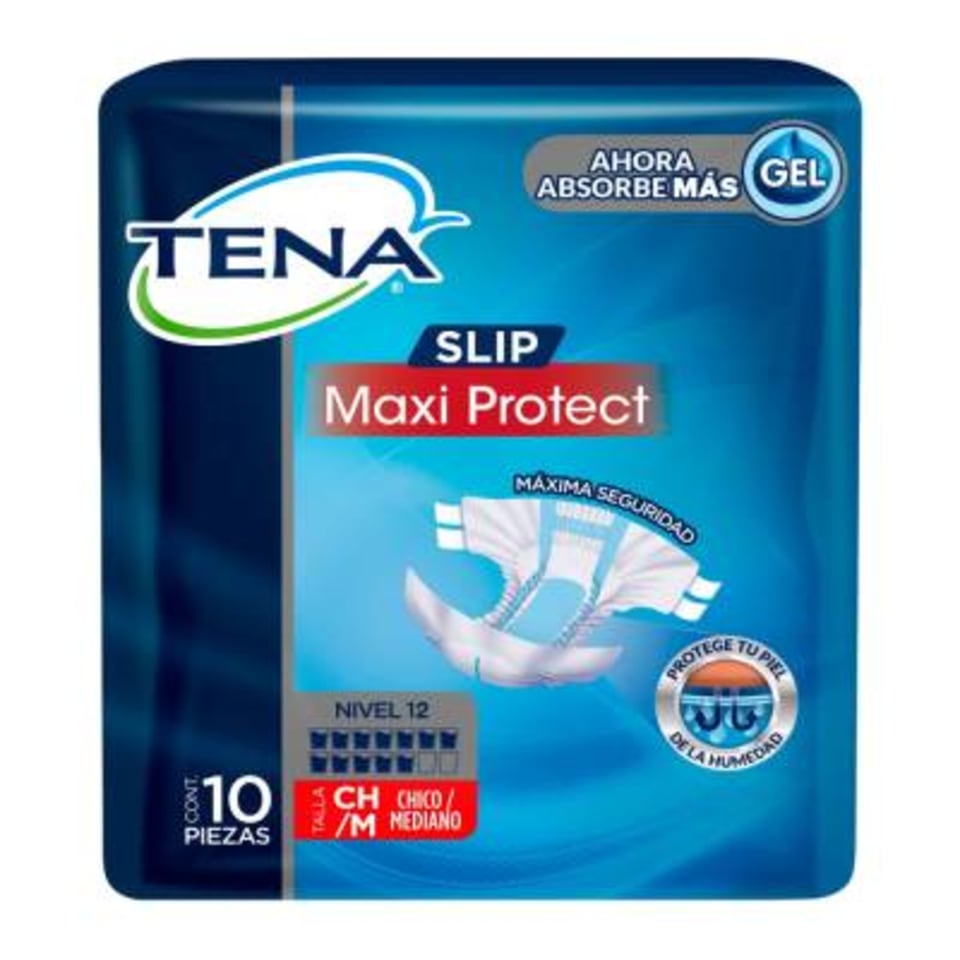 AHORA
ABSORBE MÁS
GEL
TENA
®
SLIP
Maxi Protect
MÁXIMA SEGURIDAD
PROTEGE TU PIEL
DE LA HUMEDAD
NIVEL 12
CONT. 10
PIEZAS
TALLA
CH
/M
CHICO/
MEDIANO